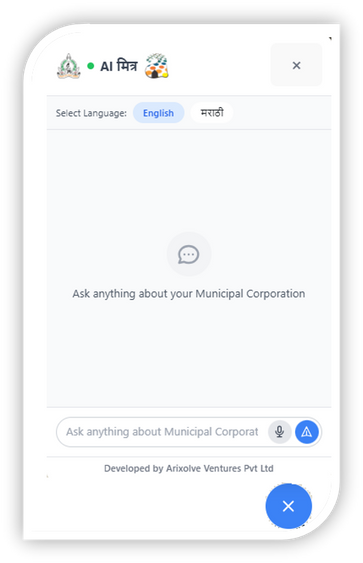 AI मित्र
Select Language: English मराठी
Ask anything about your Municipal Corporation
Ask anything about Municipal Corporat
Developed by Arixolve Ventures Pvt Ltd